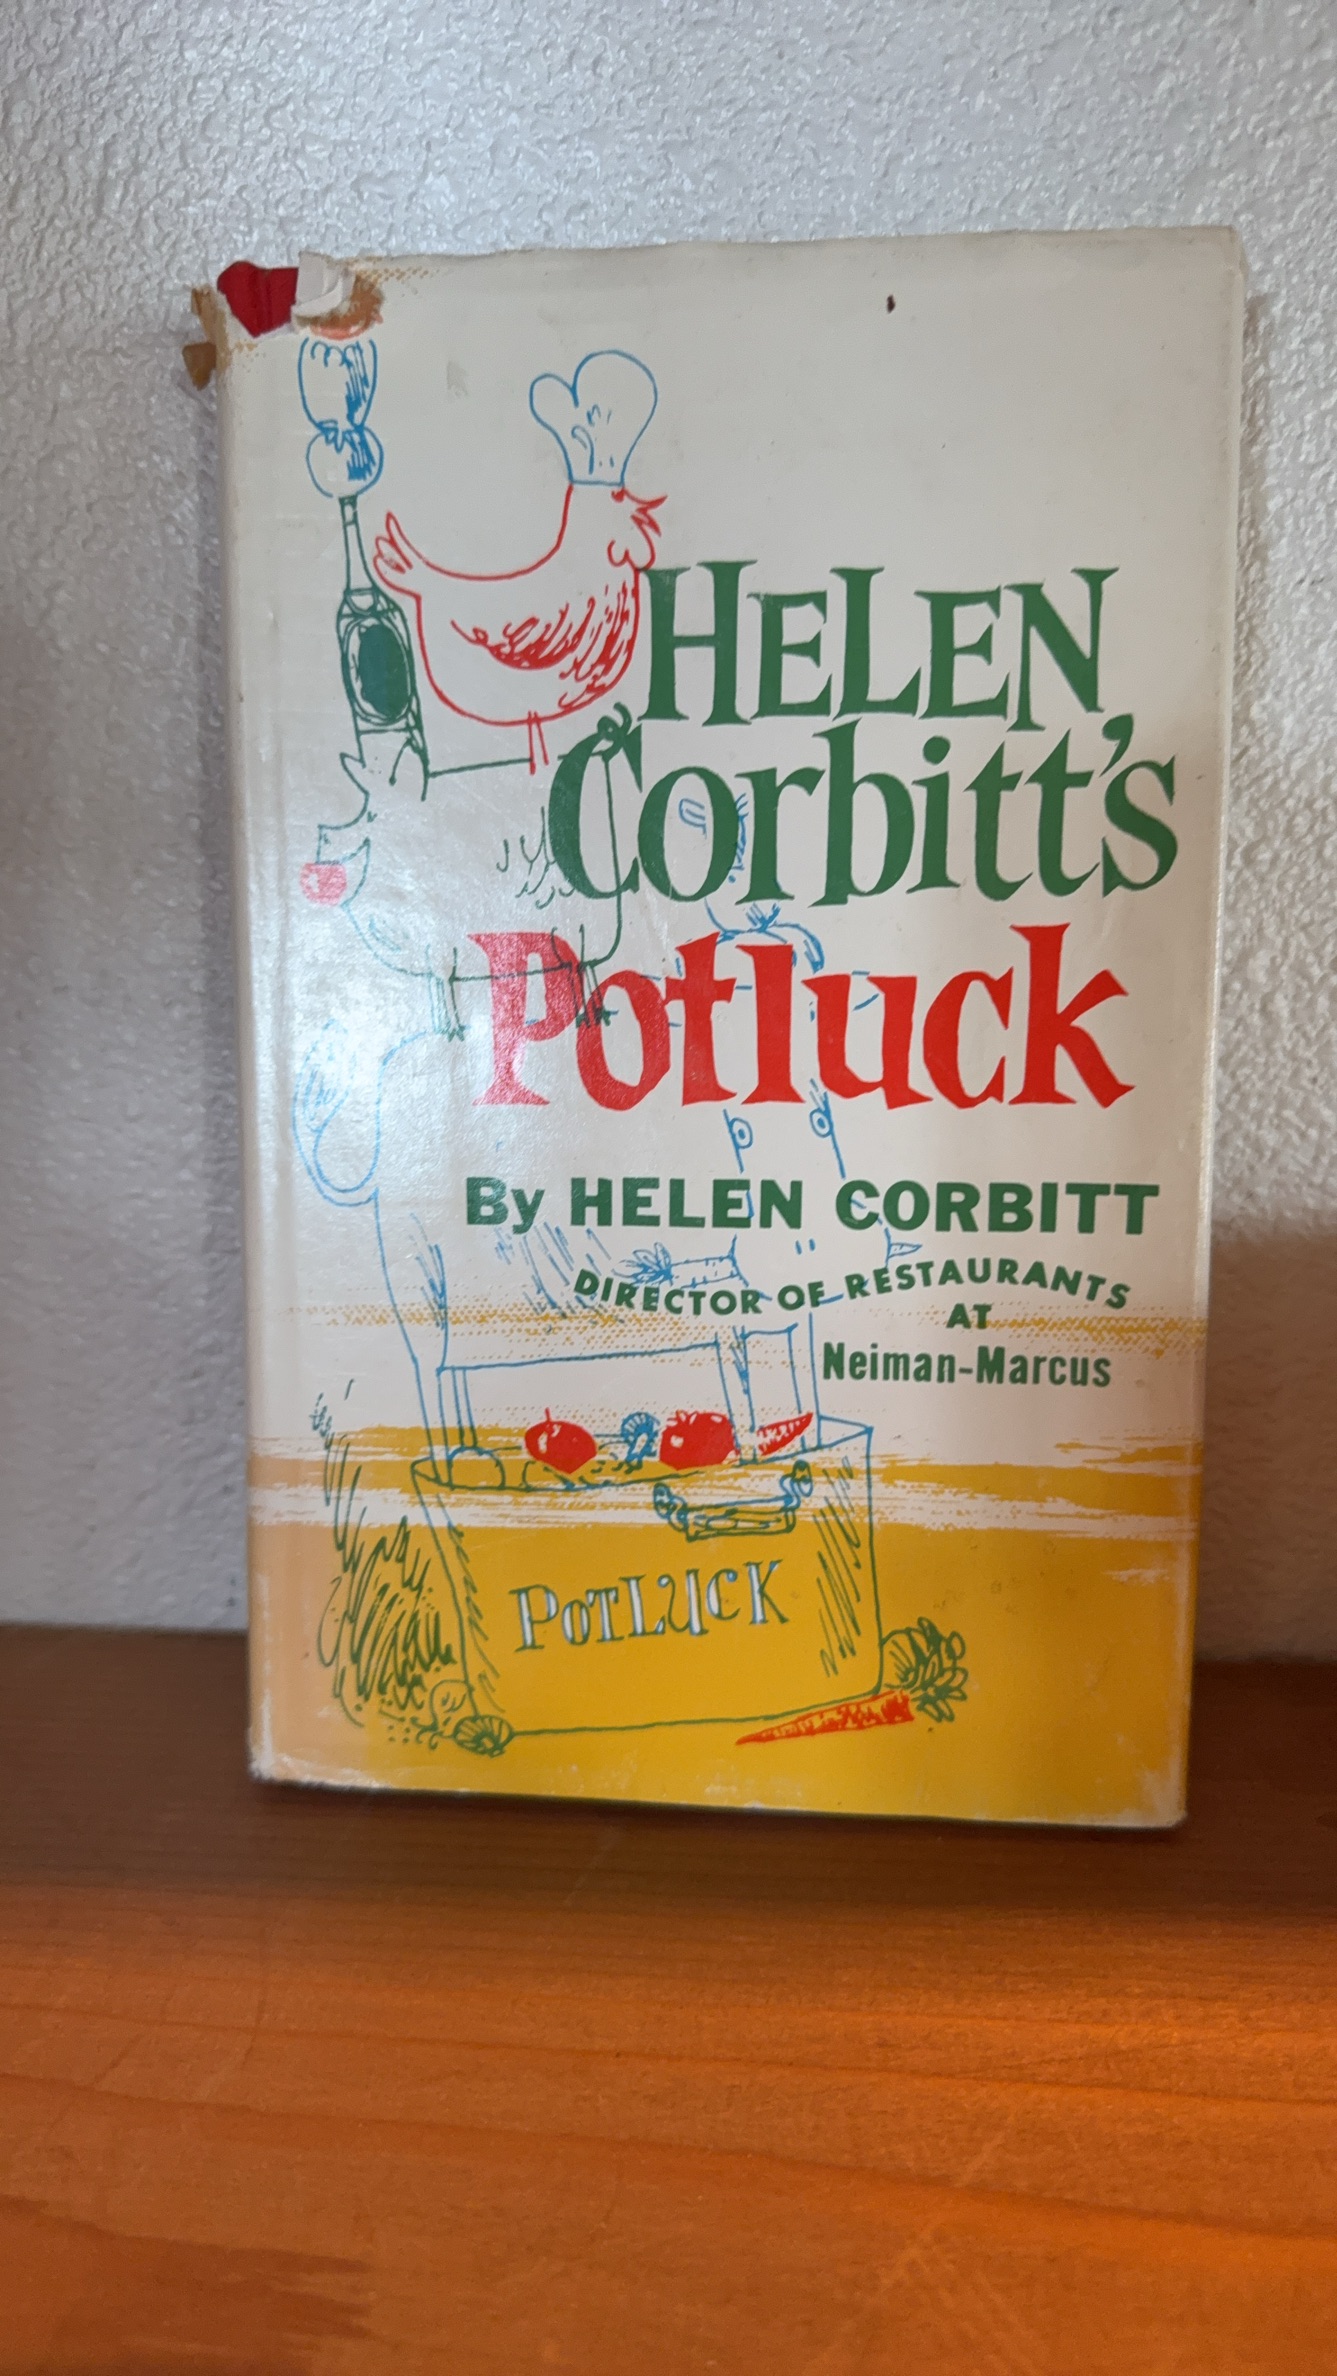 HELEN
Corbitt's
Potluck
By HELEN CORBITT
DIRECTOR OF RESTAURANTS
AT
Neiman-Marcus
POTLUCK